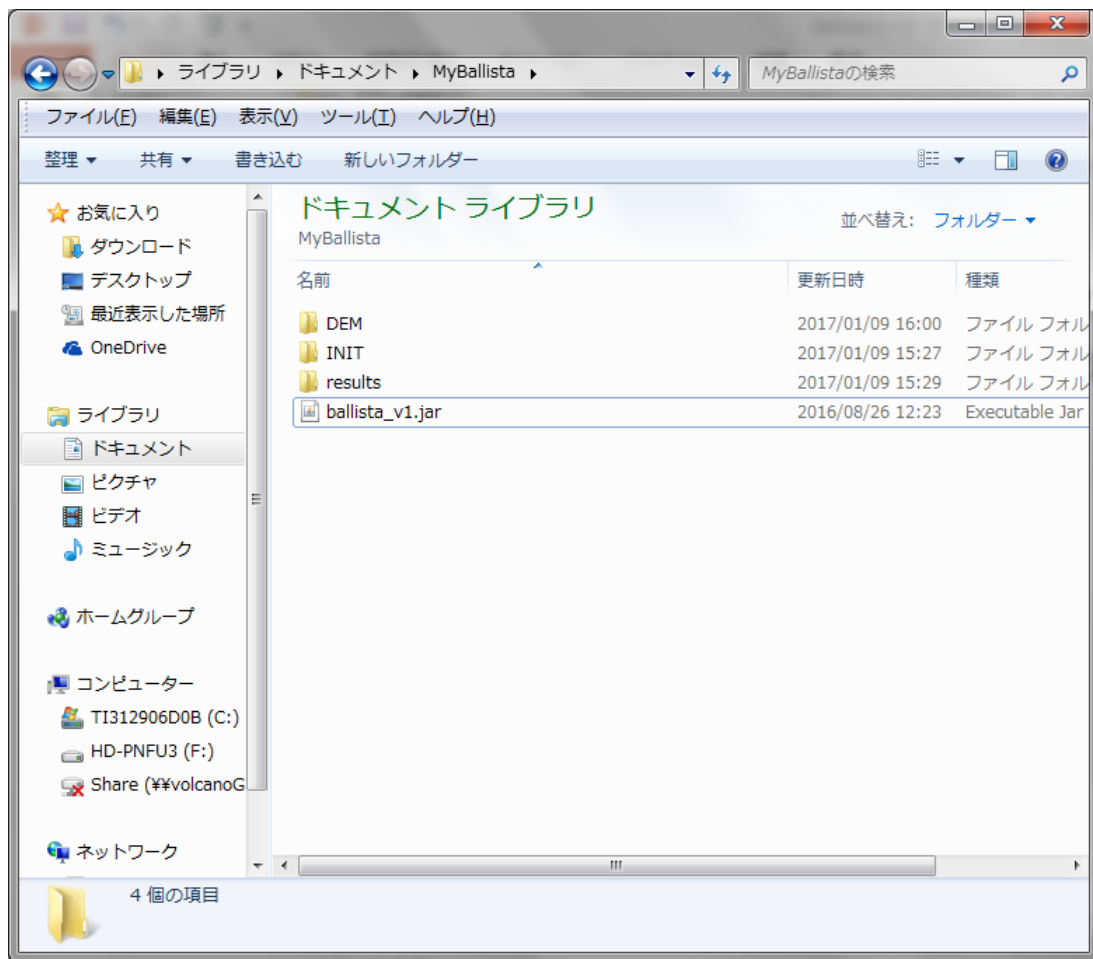 ライブラリ ドキュメント MyBallista
MyBallistaの検索
ファイル(F) 編集(E) 表示(V) ツール(T) ヘルプ(H)
整理 共有 書き込む 新しいフォルダー
お気に入り
ダウンロード
デスクトップ
最近表示した場所
OneDrive
ライブラリ
ドキュメント
ピクチャ
ビデオ
ミュージック
ホームグループ
コンピューター
TI312906D0B (C:)
HD-PNFU3 (F:)
Share (¥¥volcanoG
ネットワーク
ドキュメント ライブラリ
MyBallista
並べ替え: フォルダー
名前 更新日時 種類
DEM 2017/01/09 16:00 ファイル フォル
INIT 2017/01/09 15:27 ファイル フォル
results 2017/01/09 15:29 ファイル フォル
ballista_v1.jar 2016/08/26 12:23 Executable Jar
4 個の項目